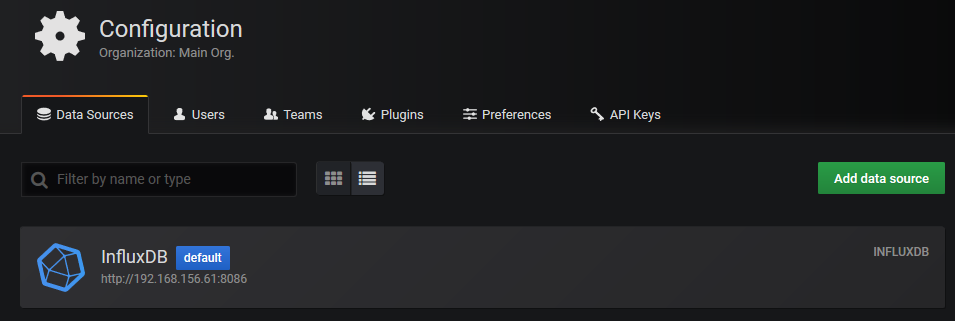 Configuration
Organization: Main Org.
Data Sources Users Teams Plugins Preferences API Keys
Filter by name or type Add data source
InfluxDB default INFLUXDB
http://192.168.156.61:8086